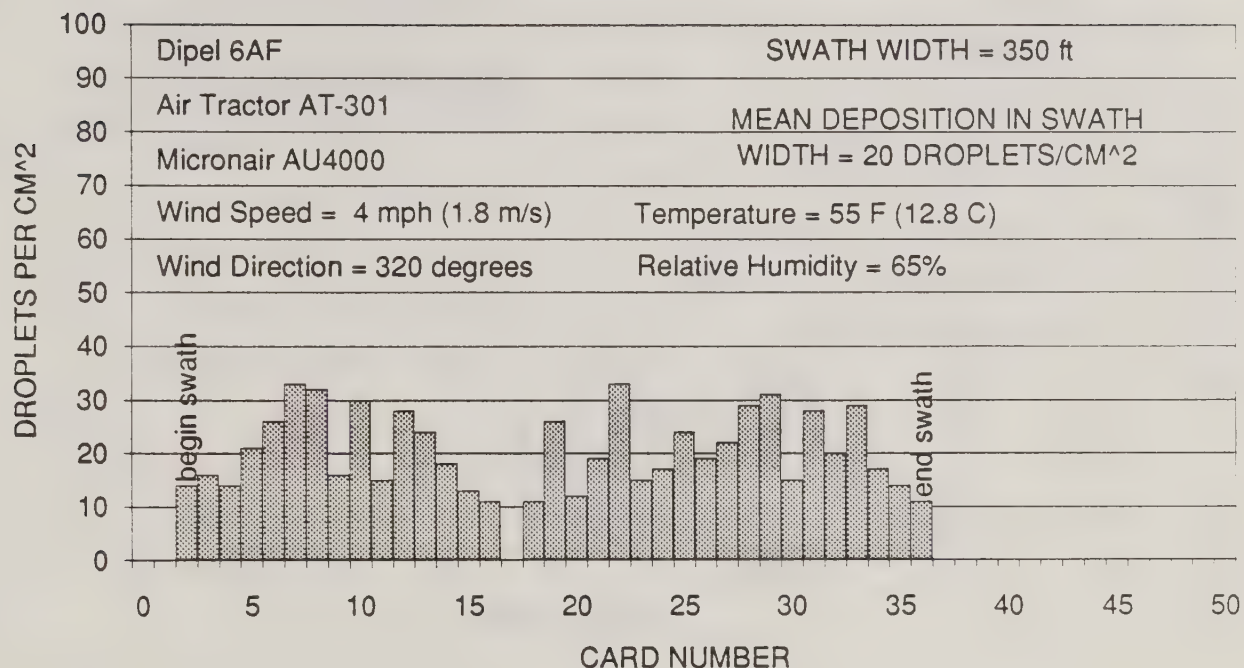 100
90
80
70
60
50
40
30
20
10
0
DROPLETS PER CM^2
Dipel 6AF
SWATH WIDTH = 350 ft
Air Tractor AT-301
MEAN DEPOSITION IN SWATH
WIDTH = 20 DROPLETS/CM^2
Micronair AU4000
Wind Speed = 4 mph (1.8 m/s)
Temperature = 55 F (12.8 C)
Wind Direction = 320 degrees
Relative Humidity = 65%
begin swath
end swath
0 5 10 15 20 25 30 35 40 45 50
CARD NUMBER